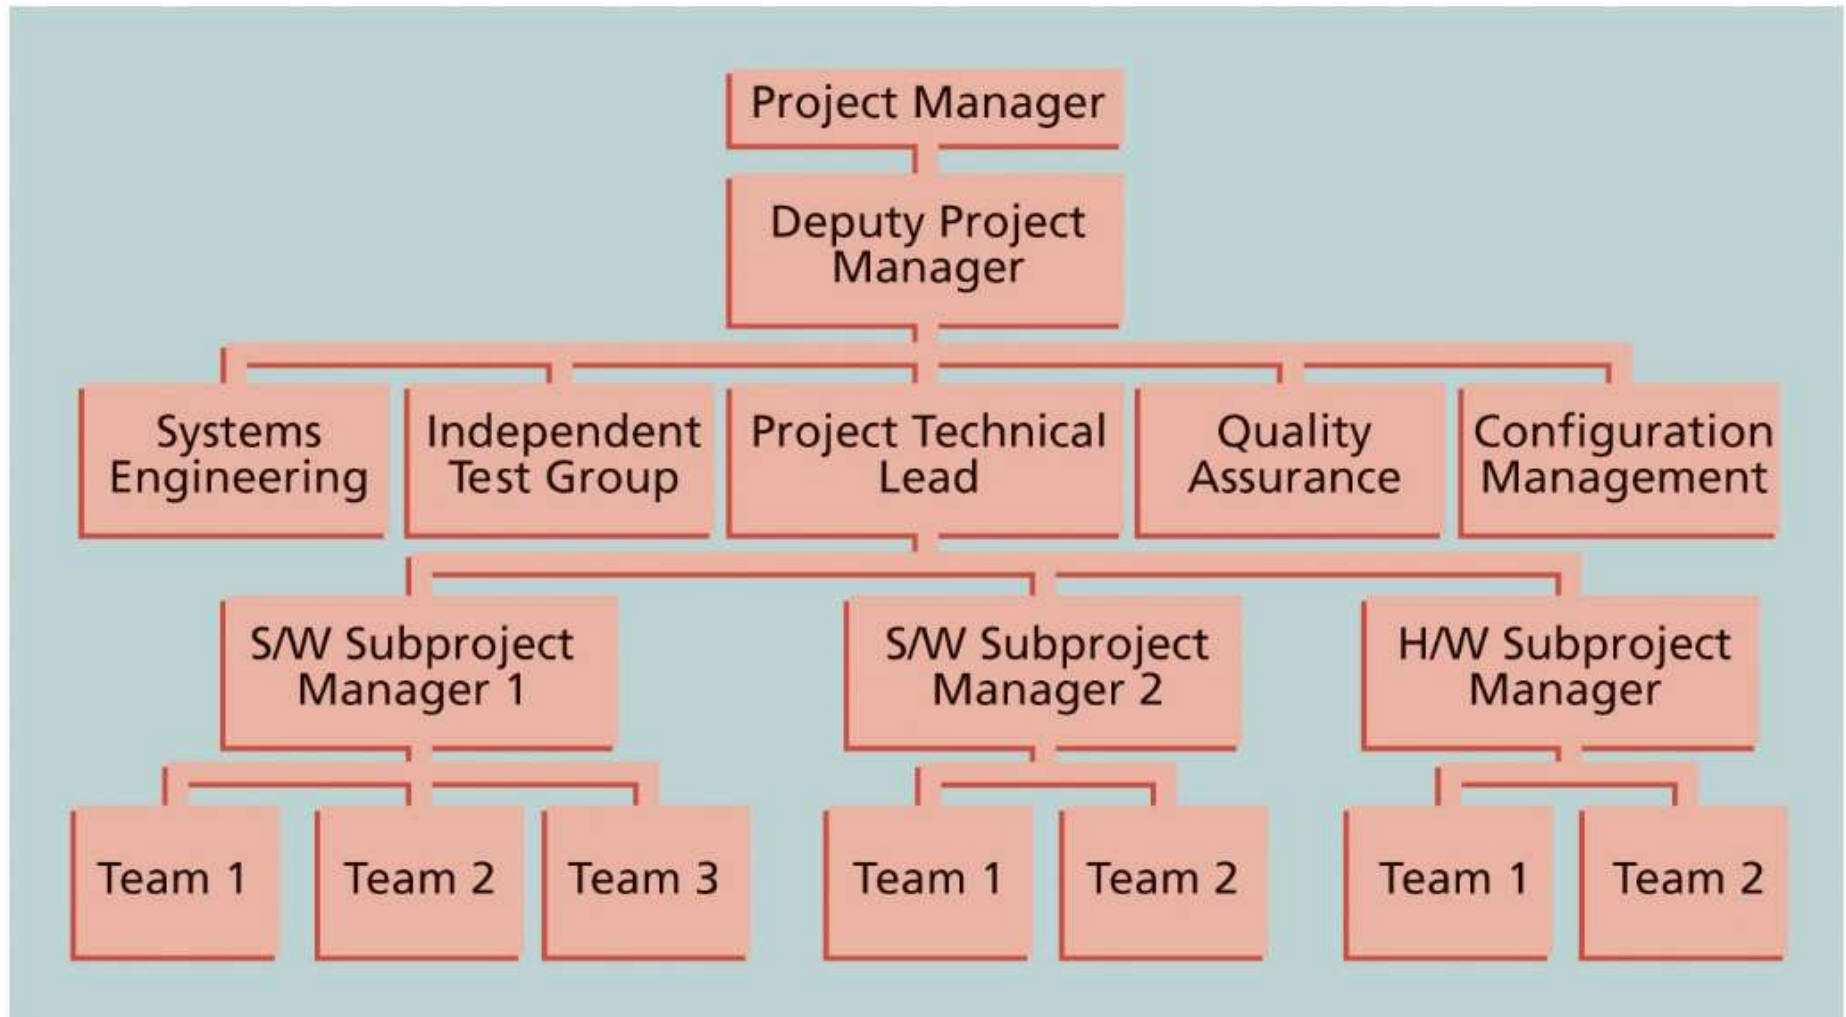 Project Manager
Deputy Project
Manager
Systems
Engineering
Independent
Test Group
Project Technical
Lead
Quality
Assurance
Configuration
Management
S/W Subproject
Manager 1
S/W Subproject
Manager 2
H/W Subproject
Manager
Team 1
Team 2
Team 3
Team 1
Team 2
Team 1
Team 2